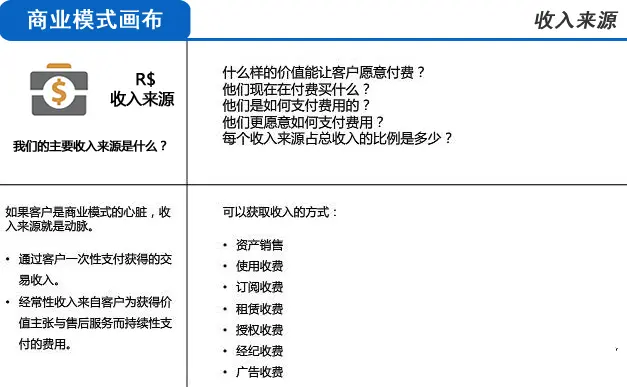 商业模式画布
收入来源
$
R$
收入来源
我们的主要收入来源是什么？
什么样的价值能让客户愿意付费？
他们现在在付费买什么？
他们是如何支付费用的？
他们更愿意如何支付费用？
每个收入来源占总收入的比例是多少？
如果客户是商业模式的心脏，收
入来源就是动脉。
• 通过客户一次性支付获得的交
易收入。
• 经常性收入来自客户为获得价
值主张与售后服务而持续性支
付的费用。
可以获取收入的方式：
• 资产销售
• 使用收费
• 订阅收费
• 租赁收费
• 授权收费
• 经纪收费
• 广告收费